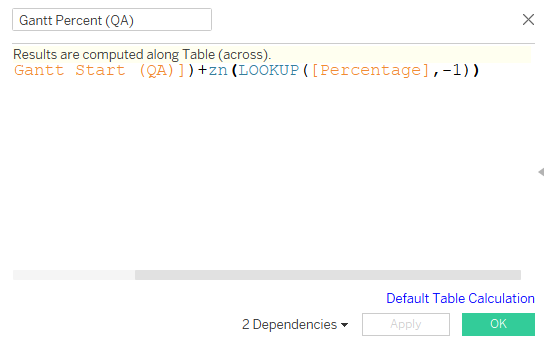 Gantt Percent (QA)
Results are computed along Table (across).
Gantt Start (QA)])+zn(LOOKUP([Percentage],-1))
Default Table Calculation
2 Dependencies
Apply
OK